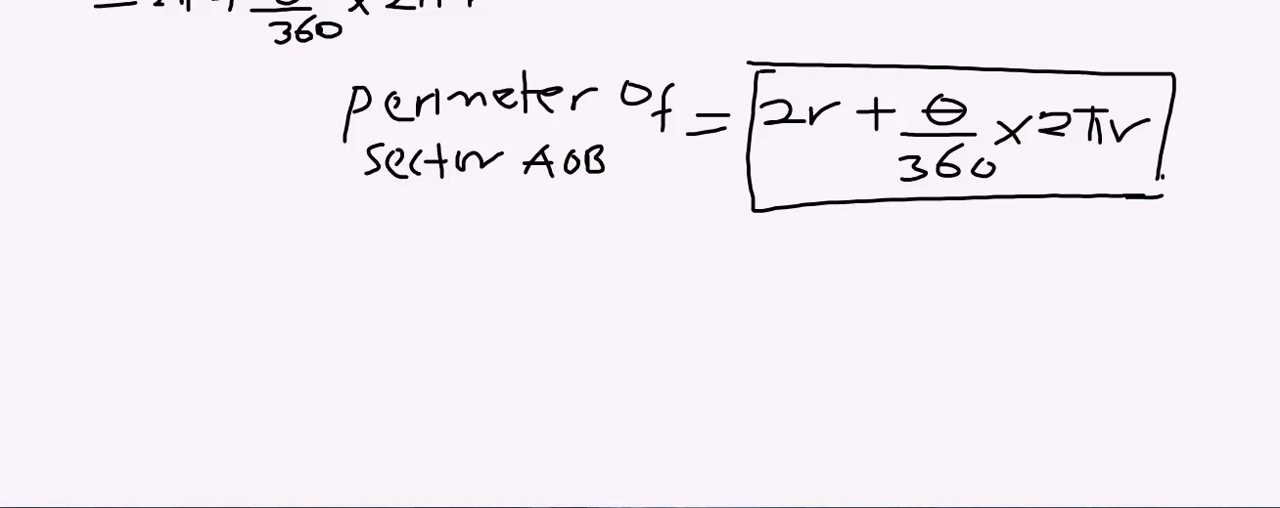 360
perimeter of = 2r + θ/360 × 2πr
sector AOB